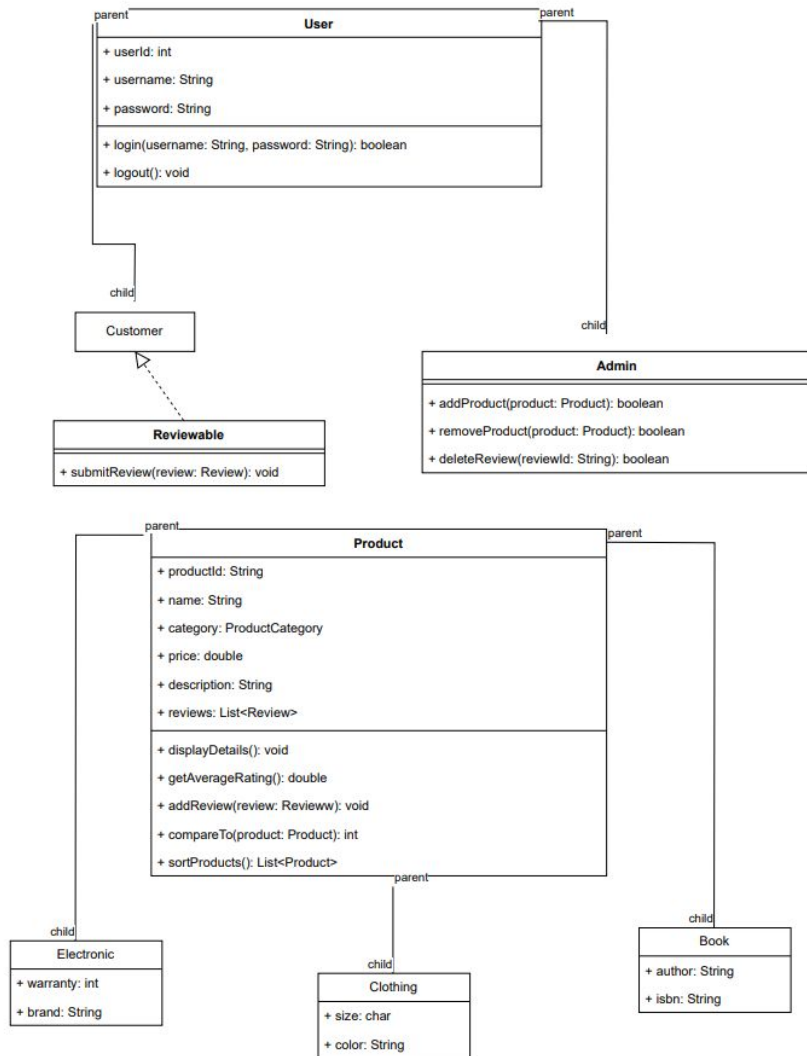 parent
parent
User
+ userId: int
+ username: String
+ password: String
+ login(username: String, password: String): boolean
+ logout(): void
child
child
Customer
Admin
+ addProduct(product: Product): boolean
+ removeProduct(product: Product): boolean
+ deleteReview(reviewId: String): boolean
Reviewable
+ submitReview(review: Review): void
parent
parent
Product
+ productId: String
+ name: String
+ category: ProductCategory
+ price: double
+ description: String
+ reviews: List<Review>
+ displayDetails(): void
+ getAverageRating(): double
+ addReview(review: Revieww): void
+ compareTo(product: Product): int
+ sortProducts(): List<Product>
parent
child
child
child
Electronic
+ warranty: int
+ brand: String
Clothing
+ size: char
+ color: String
Book
+ author: String
+ isbn: String